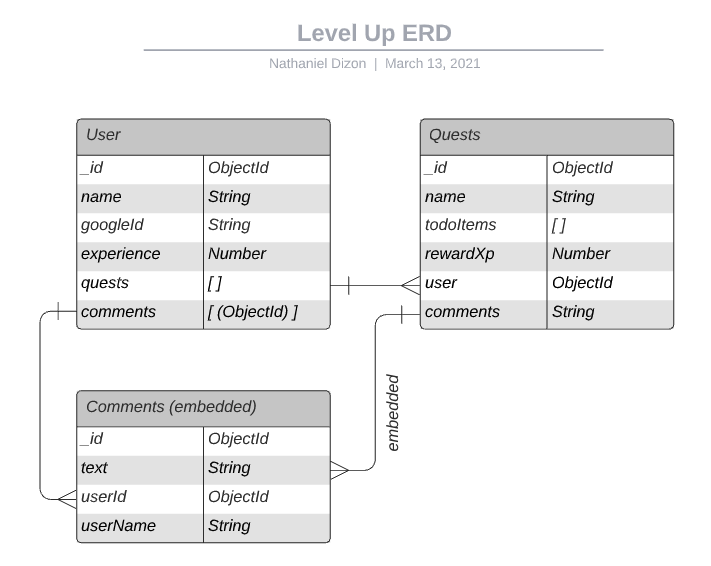 Level Up ERD
Nathaniel Dizon | March 13, 2021
User
_id ObjectId
name String
googleId String
experience Number
quests [ ]
comments [ (ObjectId) ]
Quests
_id ObjectId
name String
todoItems [ ]
rewardXp Number
user ObjectId
comments String
embedded
Comments (embedded)
_id ObjectId
text String
userId ObjectId
userName String